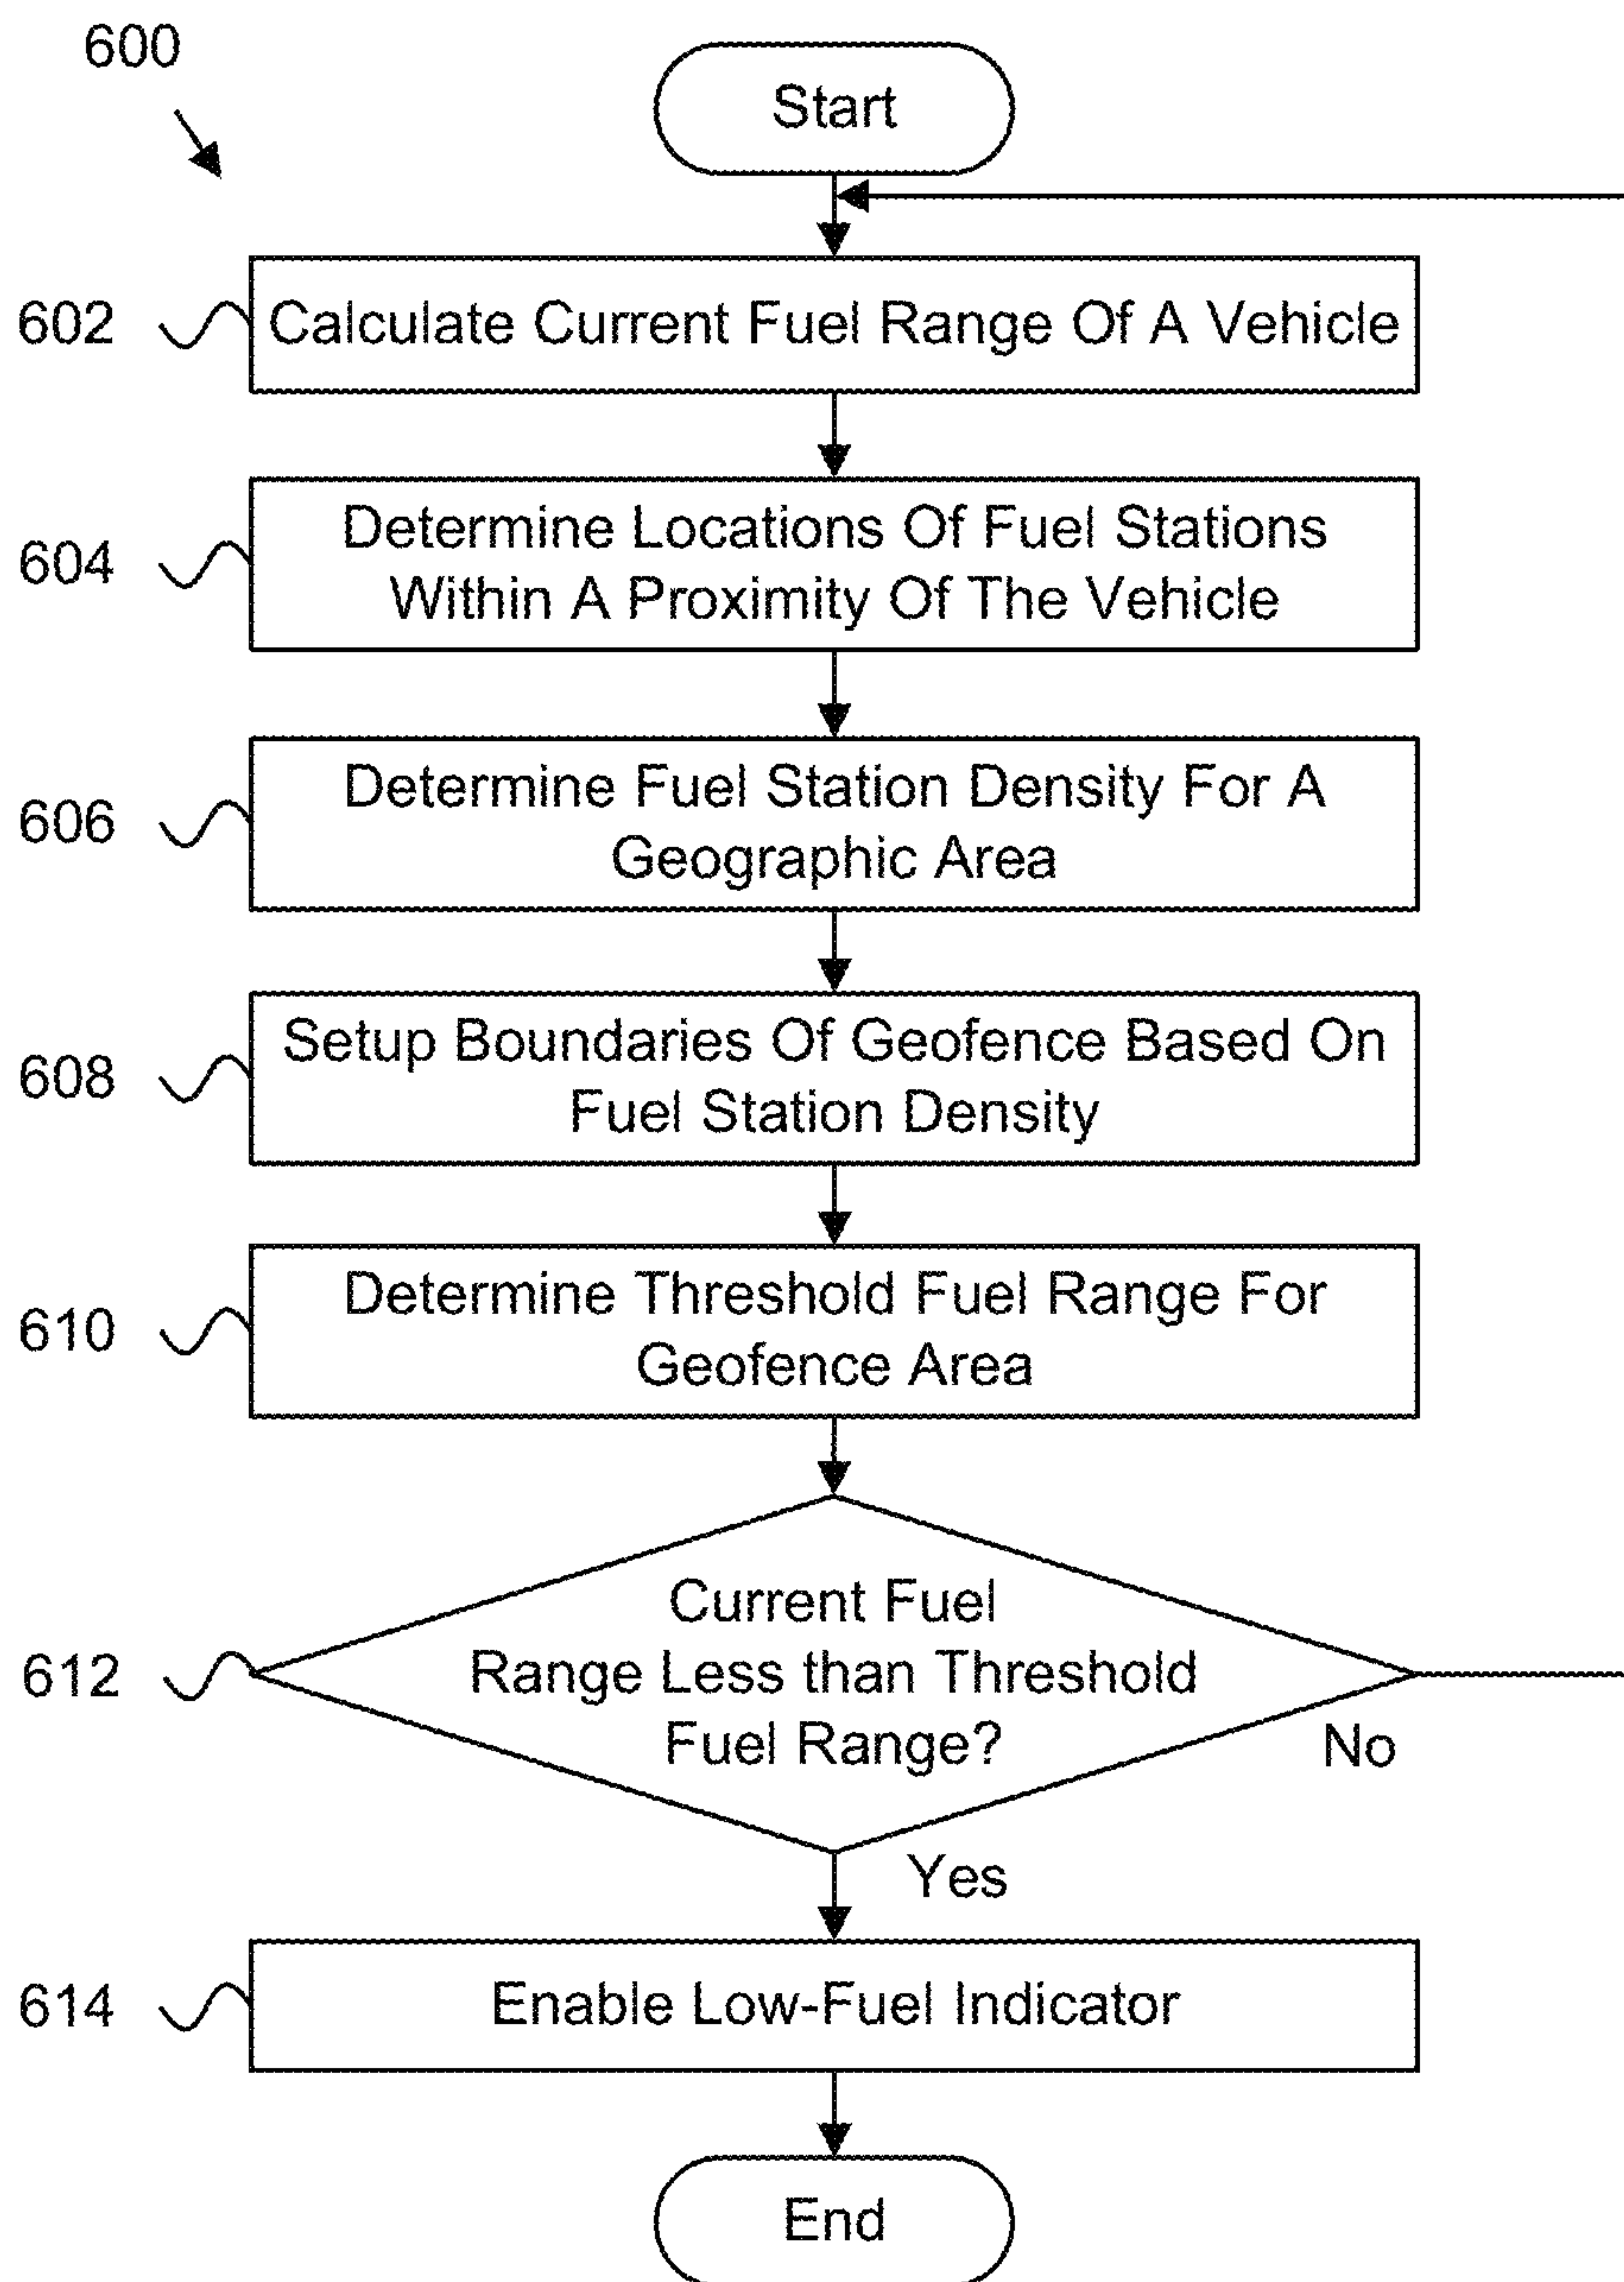 600
Start
602
Calculate Current Fuel Range Of A Vehicle
604
Determine Locations Of Fuel Stations
Within A Proximity Of The Vehicle
606
Determine Fuel Station Density For A
Geographic Area
608
Setup Boundaries Of Geofence Based On
Fuel Station Density
610
Determine Threshold Fuel Range For
Geofence Area
612
Current Fuel
Range Less than Threshold
Fuel Range?
No
Yes
614
Enable Low-Fuel Indicator
End